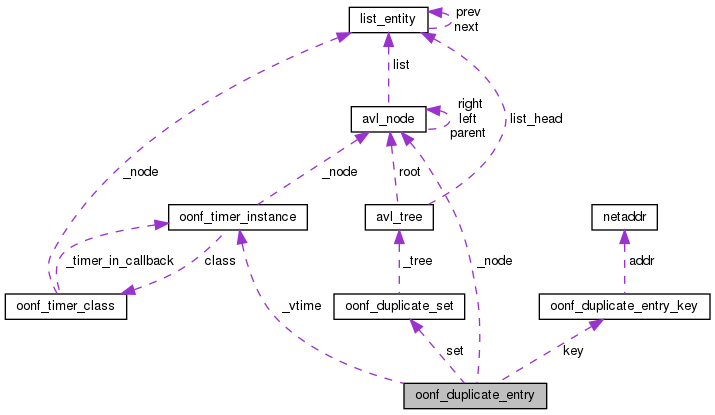 list_entity
prev
next
list
avl_node
right
left
parent
list_head
_node
_node
root
oonf_timer_instance
avl_tree
netaddr
_timer_in_callback
class
_tree
_node
addr
oonf_timer_class
_vtime
oonf_duplicate_set
oonf_duplicate_entry_key
set
key
oonf_duplicate_entry